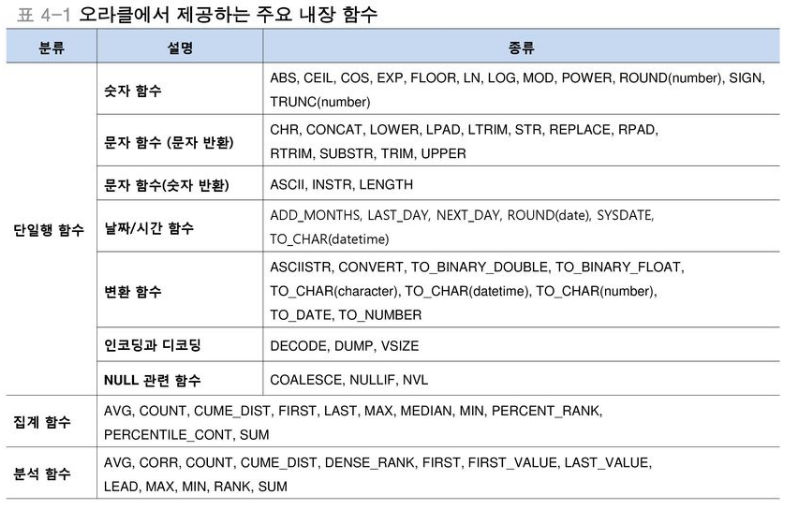 표 4-1 오라클에서 제공하는 주요 내장 함수
분류 설명 종류
단일행 함수
숫자 함수
ABS, CEIL, COS, EXP, FLOOR, LN, LOG, MOD, POWER, ROUND(number), SIGN,
TRUNC(number)
문자 함수 (문자 반환)
CHR, CONCAT, LOWER, LPAD, LTRIM, STR, REPLACE, RPAD,
RTRIM, SUBSTR, TRIM, UPPER
문자 함수(숫자 반환)
ASCII, INSTR, LENGTH
날짜/시간 함수
ADD_MONTHS, LAST_DAY, NEXT_DAY, ROUND(date), SYSDATE,
TO_CHAR(datetime)
변환 함수
ASCIISTR, CONVERT, TO_BINARY_DOUBLE, TO_BINARY_FLOAT,
TO_CHAR(character), TO_CHAR(datetime), TO_CHAR(number),
TO_DATE, TO_NUMBER
인코딩과 디코딩
DECODE, DUMP, VSIZE
NULL 관련 함수
COALESCE, NULLIF, NVL
집계 함수
AVG, COUNT, CUME_DIST, FIRST, LAST, MAX, MEDIAN, MIN, PERCENT_RANK,
PERCENTILE_CONT, SUM
분석 함수
AVG, CORR, COUNT, CUME_DIST, DENSE_RANK, FIRST, FIRST_VALUE, LAST_VALUE,
LEAD, MAX, MIN, RANK, SUM